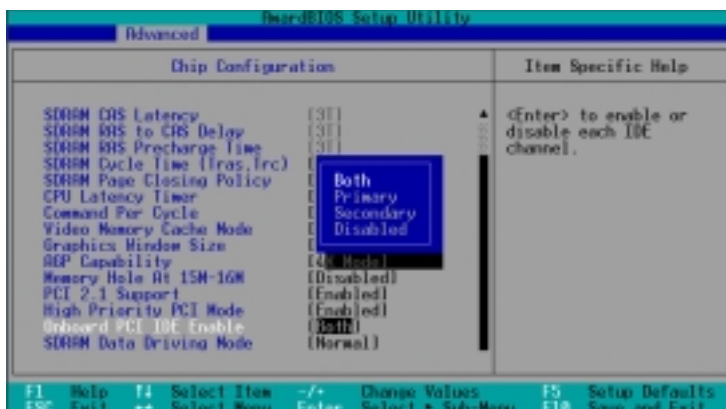 AwardBIOS Setup Utility
Advanced
Chip Configuration
Item Specific Help
SDRAM CAS Latency [3T]
SDRAM RAS to CAS Delay [3T]
SDRAM RAS Precharge Time [3T]
SDRAM Cycle Time (Tras,Trc) [
SDRAM Page Closing Policy [
CPU Latency Timer [
Command Per Cycle [
Video Memory Cache Mode [
Graphics Window Size [
AGP Capability [4X Mode]
Memory Hole At 15M-16M [Disabled]
PCI 2.1 Support [Enabled]
High Priority PCI Mode [Enabled]
Onboard PCI IDE Enable [Both]
SDRAM Data Driving Mode [Normal]
Both
Primary
Secondary
Disabled
<Enter> to enable or
disable each IDE
channel.
F1 Help ↑↓ Select Item -/+ Change Values F5 Setup Defaults
ESC Exit ↔ Select Menu Enter Select ▸ Sub-Menu F10 Save and Exit